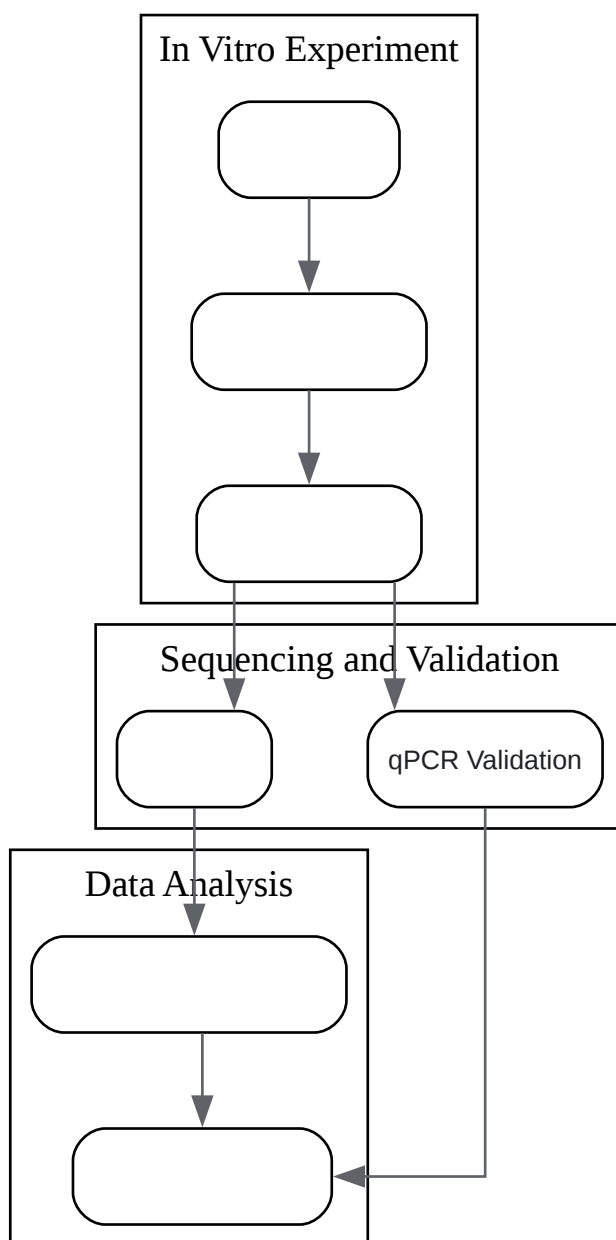 In Vitro Experiment
Sequencing and Validation
qPCR Validation
Data Analysis